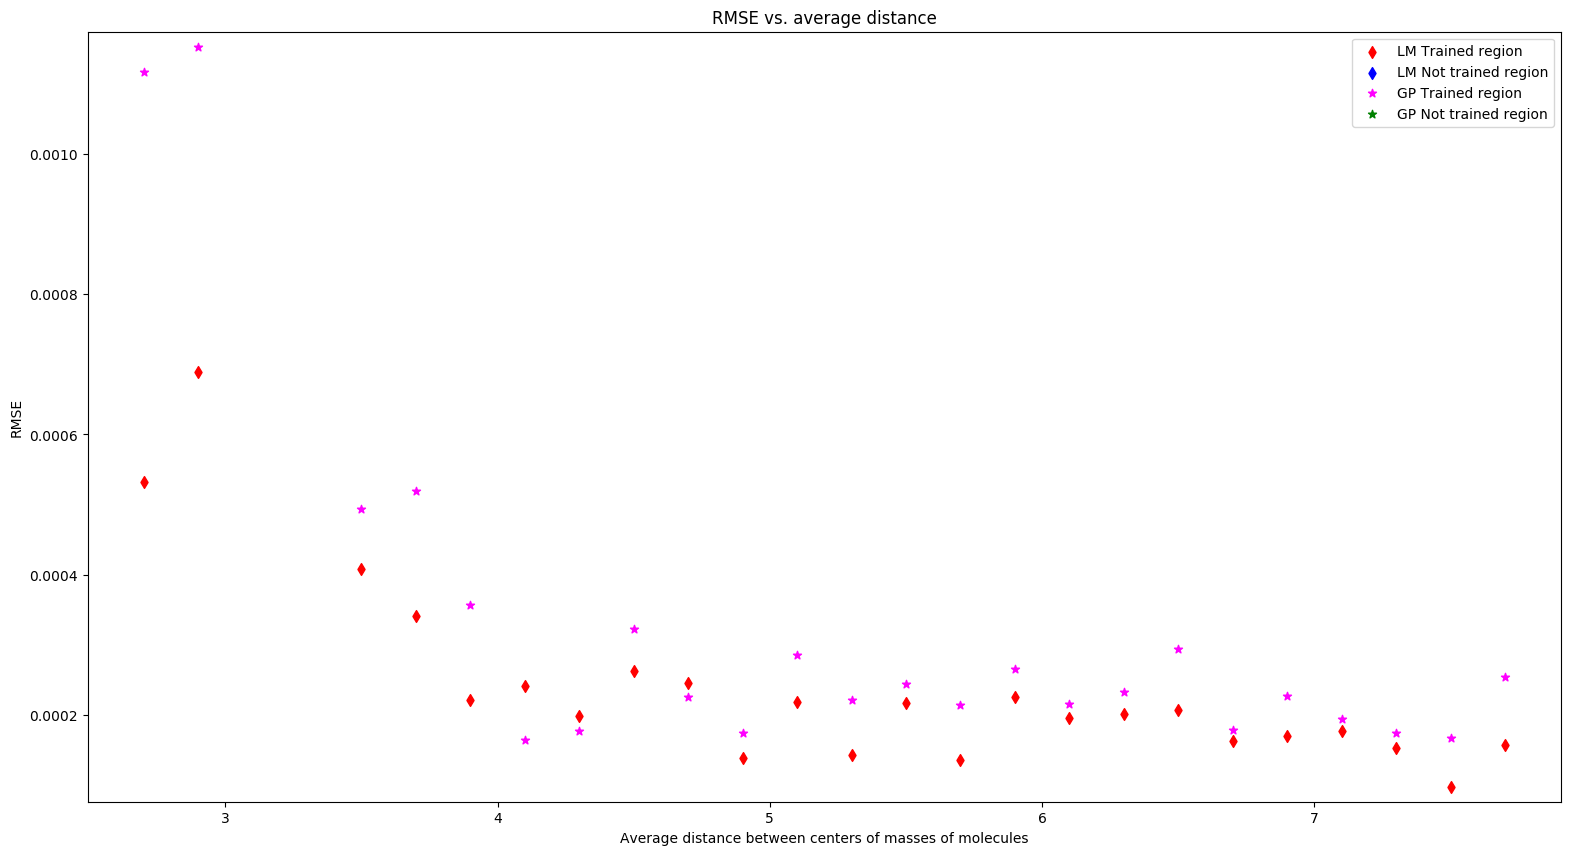 RMSE vs. average distance
LM Trained region
LM Not trained region
GP Trained region
GP Not trained region
0.0010
0.0008
0.0006
0.0004
0.0002
RMSE
3 4 5 6 7
Average distance between centers of masses of molecules